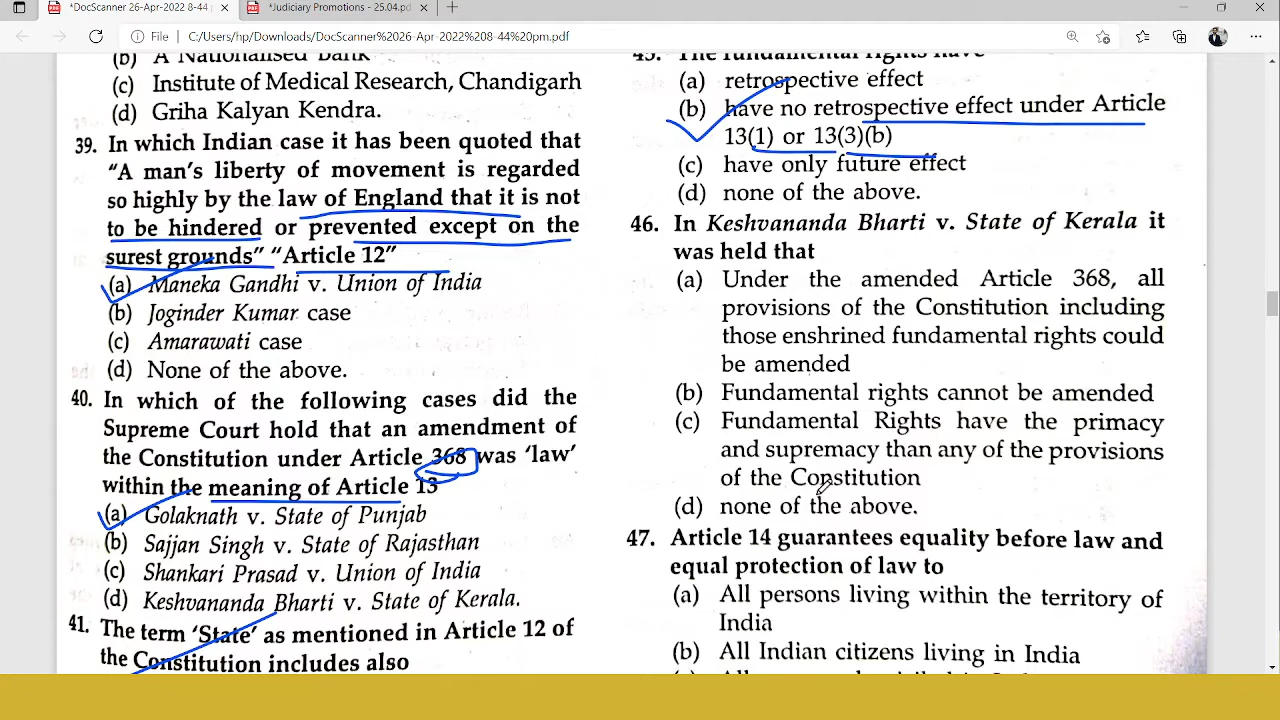 *DocScanner 26-Apr-2022 8-44 p
*Judiciary Promotions - 25.04.pd
File
C:/Users/hp/Downloads/DocScanner%2026-Apr-2022%208-44%20pm.pdf
(b) A Nationalised Bank
(c) Institute of Medical Research, Chandigarh
(d) Griha Kalyan Kendra.
39. In which Indian case it has been quoted that
"A man's liberty of movement is regarded
so highly by the law of England that it is not
to be hindered or prevented except on the
surest grounds" "Article 12"
(a) Maneka Gandhi v. Union of India
(b) Joginder Kumar case
(c) Amarawati case
(d) None of the above.
40. In which of the following cases did the
Supreme Court hold that an amendment of
the Constitution under Article 368 was 'law'
within the meaning of Article 13
(a) Golaknath v. State of Punjab
(b) Sajjan Singh v. State of Rajasthan
(c) Shankari Prasad v. Union of India
(d) Keshvananda Bharti v. State of Kerala.
41. The term 'State' as mentioned in Article 12 of
the Constitution includes also
45. The fundamental rights have
(a) retrospective effect
(b) have no retrospective effect under Article
13(1) or 13(3)(b)
(c) have only future effect
(d) none of the above.
46. In Keshvananda Bharti v. State of Kerala it
was held that
(a) Under the amended Article 368, all
provisions of the Constitution including
those enshrined fundamental rights could
be amended
(b) Fundamental rights cannot be amended
(c) Fundamental Rights have the primacy
and supremacy than any of the provisions
of the Constitution
(d) none of the above.
47. Article 14 guarantees equality before law and
equal protection of law to
(a) All persons living within the territory of
India
(b) All Indian citizens living in India